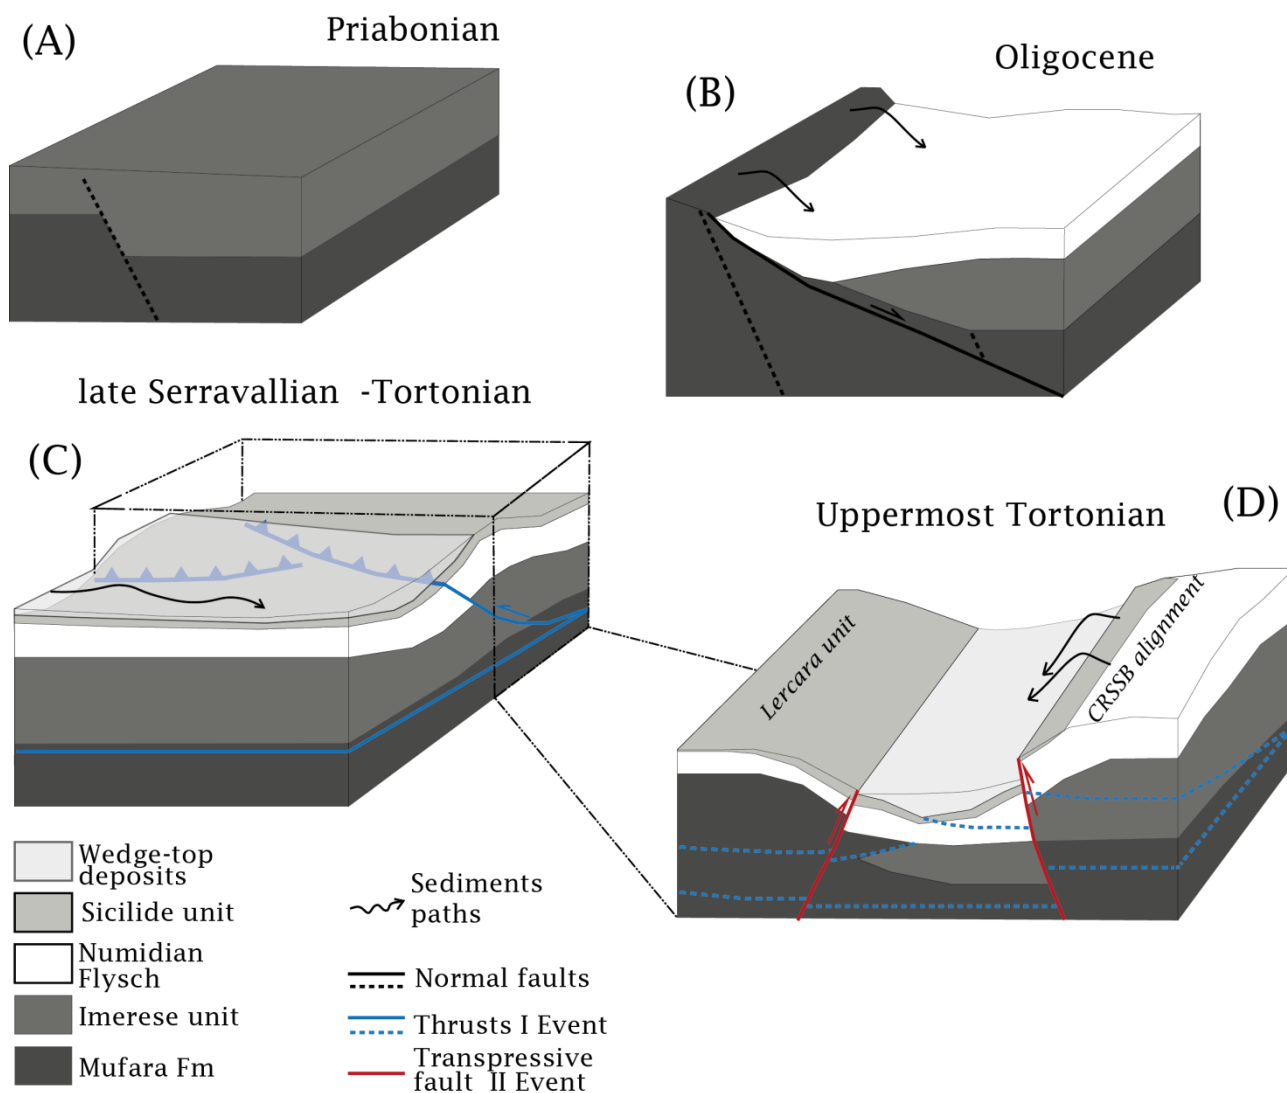 (A)
Priabonian
(B)
Oligocene
late Serravallian -Tortonian
(C)
(D)
Uppermost Tortonian
Lercara unit
CRSSB alignment
Wedge-top
deposits
Sicilide unit
Numidian
Flysch
Imerese unit
Mufara Fm
Sediments
paths
Normal faults
Thrusts I Event
Transpressive
fault II Event